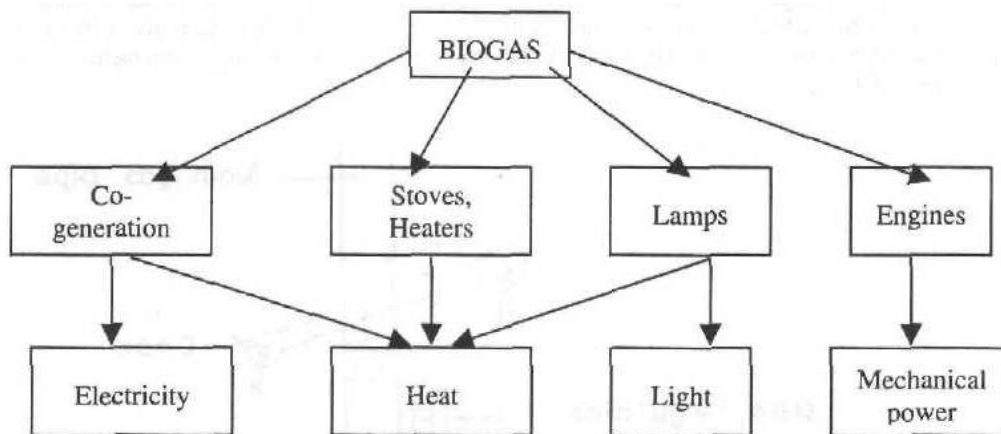 BIOGAS
Co-
generation
Stoves,
Heaters
Lamps
Engines
Electricity
Heat
Light
Mechanical
power